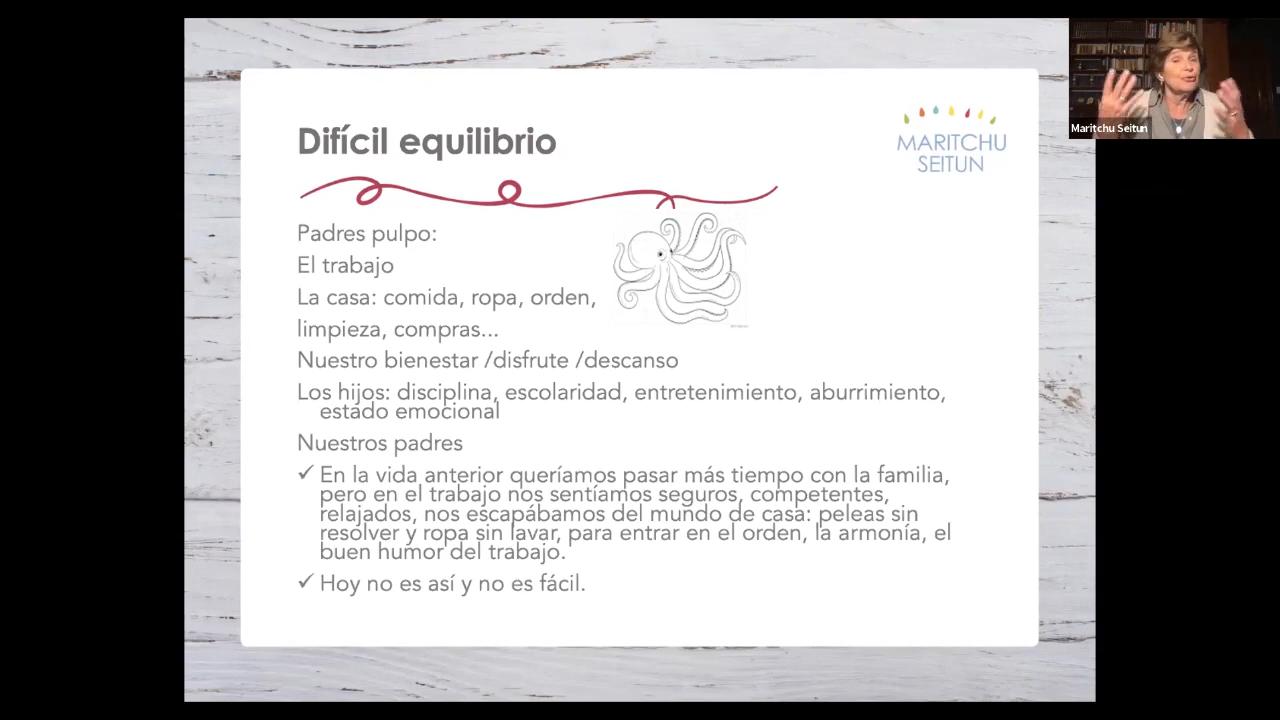 Difícil equilibrio
MARITCHU
SEITUN
Maritchu Seitun
Padres pulpo:
El trabajo
La casa: comida, ropa, orden,
limpieza, compras...
Nuestro bienestar /disfrute /descanso
Los hijos: disciplina, escolaridad, entretenimiento, aburrimiento,
estado emocional
Nuestros padres
✓ En la vida anterior queríamos pasar más tiempo con la familia,
pero en el trabajo nos sentíamos seguros, competentes,
relajados, nos escapábamos del mundo de casa: peleas sin
resolver y ropa sin lavar, para entrar en el orden, la armonía, el
buen humor del trabajo.
✓ Hoy no es así y no es fácil.